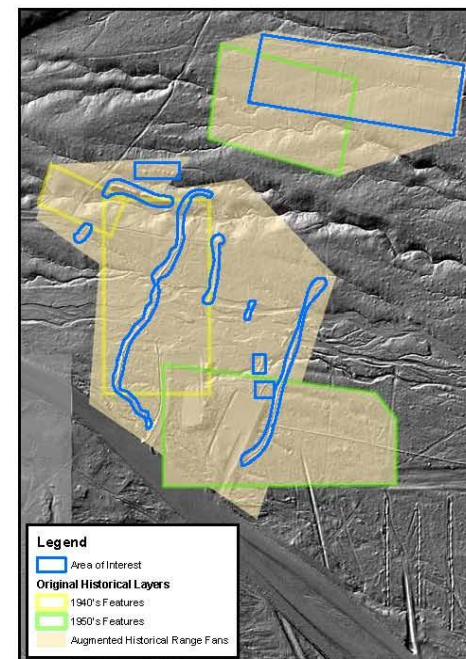 Legend
Area of Interest
Original Historical Layers
1940's Features
1950's Features
Augmented Historical Range Fans